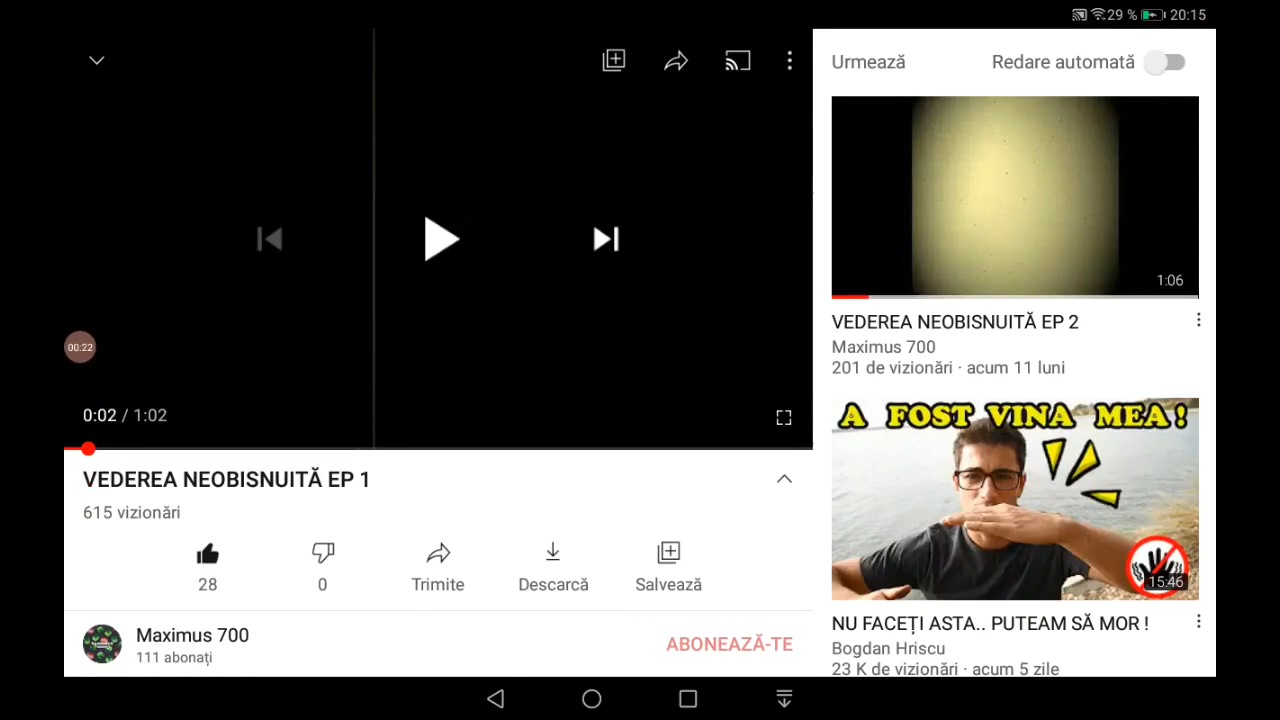 29 % 20:15
Urmează
Redare automată
1:06
VEDEREA NEOBISNUITĂ EP 2
Maximus 700
201 de vizionări · acum 11 luni
00:22
0:02 / 1:02
VEDEREA NEOBISNUITĂ EP 1
615 vizionări
28
0
Trimite
Descarcă
Salvează
Maximus 700
111 abonați
ABONEAZĂ-TE
A FOST VINA MEA!
15:46
NU FACEȚI ASTA.. PUTEAM SĂ MOR !
Bogdan Hriscu
23 K de vizionări · acum 5 zile